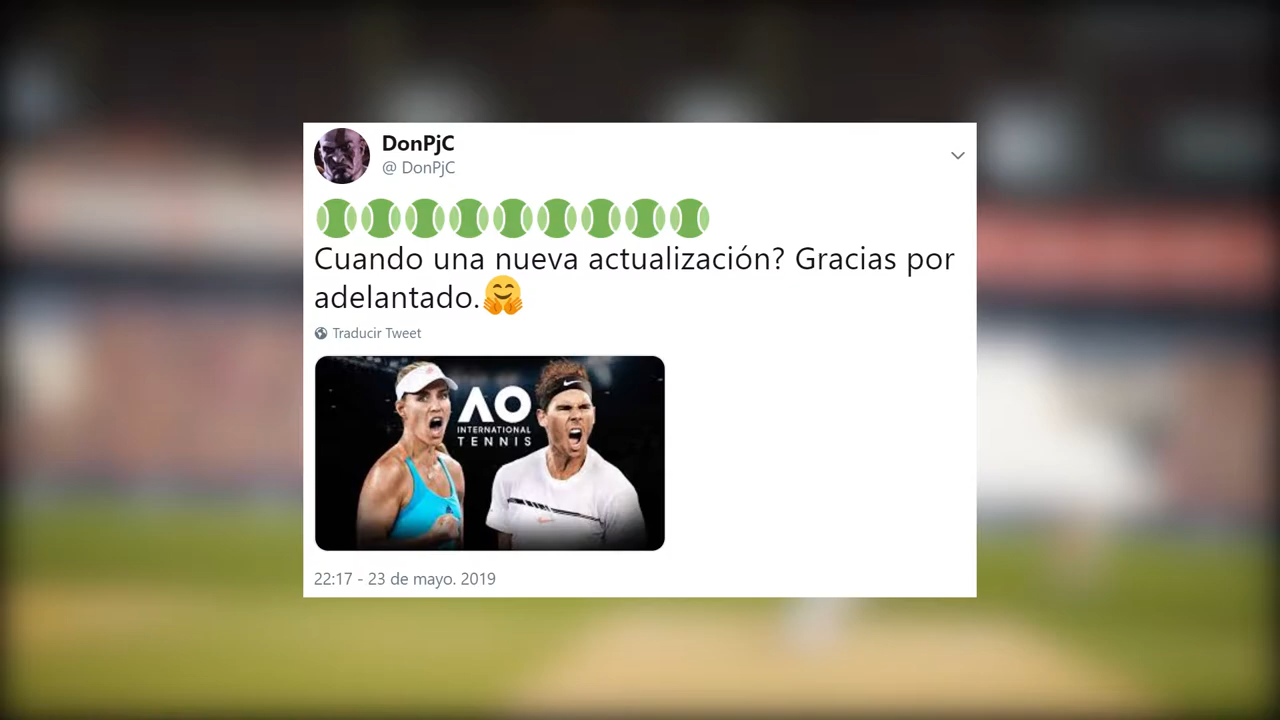 DonPjC
@ DonPjC
🎾🎾🎾🎾🎾🎾🎾🎾🎾
Cuando una nueva actualización? Gracias por
adelantado.🤗
Traducir Tweet
AO
INTERNATIONAL
TENNIS
22:17 - 23 de mayo. 2019